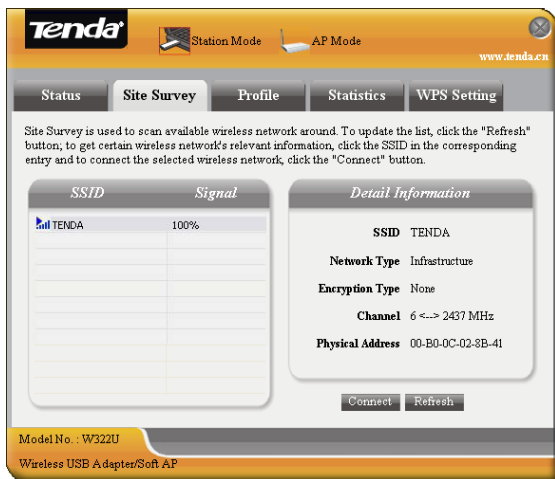 Tenda
Station Mode
AP Mode
www.tenda.cn
Status
Site Survey
Profile
Statistics
WPS Setting
Site Survey is used to scan available wireless network around. To update the list, click the "Refresh"
button; to get certain wireless network's relevant information, click the SSID in the corresponding
entry and to connect the selected wireless network, click the "Connect" button.
SSID Signal
TENDA 100%
Detail Information
SSID TENDA
Network Type Infrastructure
Encryption Type None
Channel 6 <--> 2437 MHz
Physical Address 00-B0-0C-02-8B-41
Connect
Refresh
Model No. : W322U
Wireless USB Adapter/Soft AP